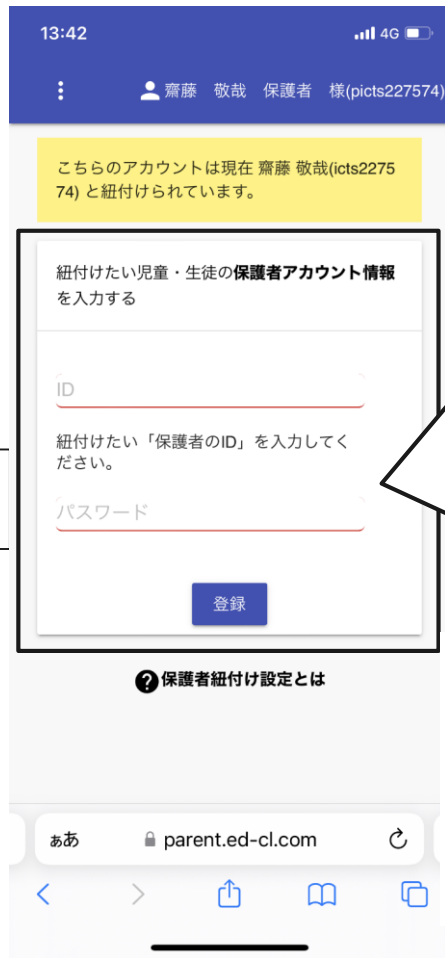 13:42
4G
齋藤 敬哉 保護者 様(picts227574)
こちらのアカウントは現在 齋藤 敬哉(icts2275
74) と紐付けられています。
紐付けたい児童・生徒の保護者アカウント情報
を入力する
ID
紐付けたい「保護者のID」を入力してく
ださい。
パスワード
登録
?保護者紐付け設定とは
ぁあ
parent.ed-cl.com